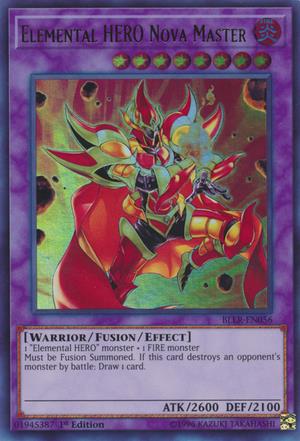 ELEMENTAL HERO NOVA MASTER
炎
BLLR-EN056
[WARRIOR/FUSION/EFFECT]
1 "Elemental HERO" monster + 1 FIRE monster
Must be Fusion Summoned. If this card destroys an opponent's
monster by battle: Draw 1 card.
ATK/2600 DEF/2100
01945387 1st Edition ©1996 KAZUKI TAKAHASHI